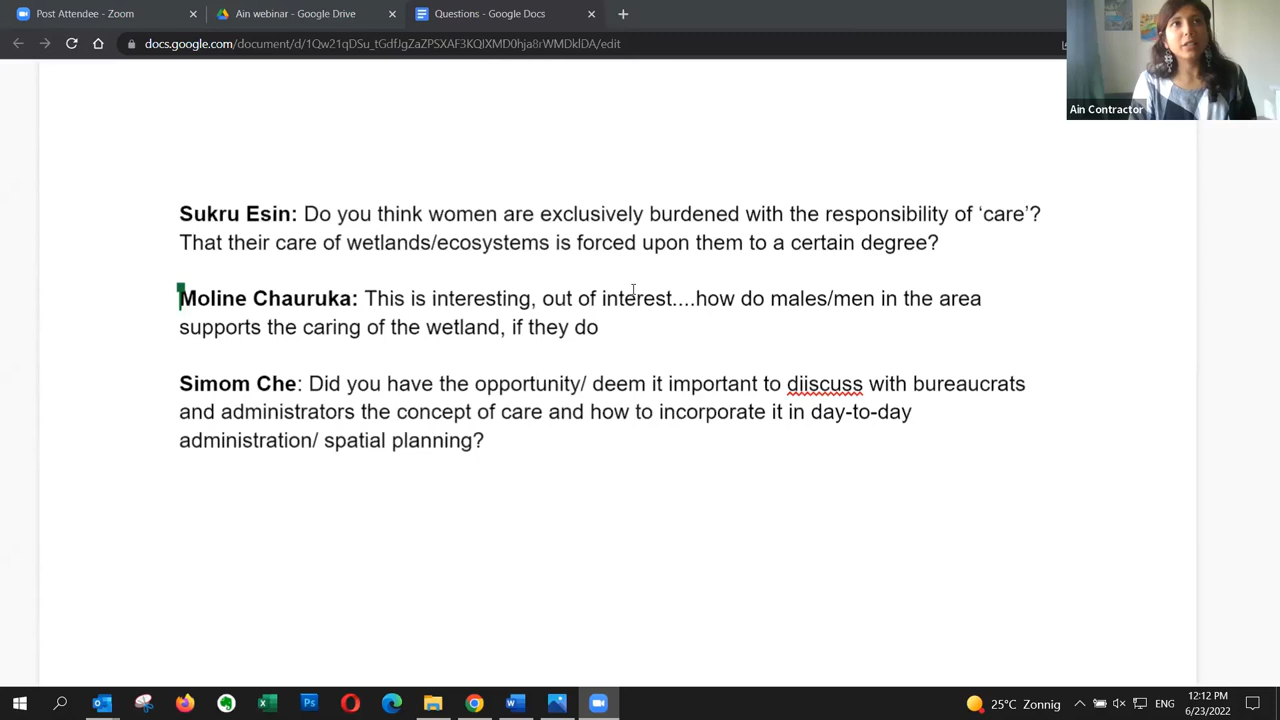 Post Attendee - Zoom
Ain webinar - Google Drive
Questions - Google Docs
docs.google.com/document/d/1Qw21qDSu_tGdfJgZaZPSXAF3KQIXMD0hja8rWMDklDA/edit
Ain Contractor
Sukru Esin: Do you think women are exclusively burdened with the responsibility of ‘care’?
That their care of wetlands/ecosystems is forced upon them to a certain degree?
Moline Chauruka: This is interesting, out of interest....how do males/men in the area
supports the caring of the wetland, if they do
Simom Che: Did you have the opportunity/ deem it important to diiscuss with bureaucrats
and administrators the concept of care and how to incorporate it in day-to-day
administration/ spatial planning?
25°C Zonnig
ENG
12:12 PM
6/23/2022